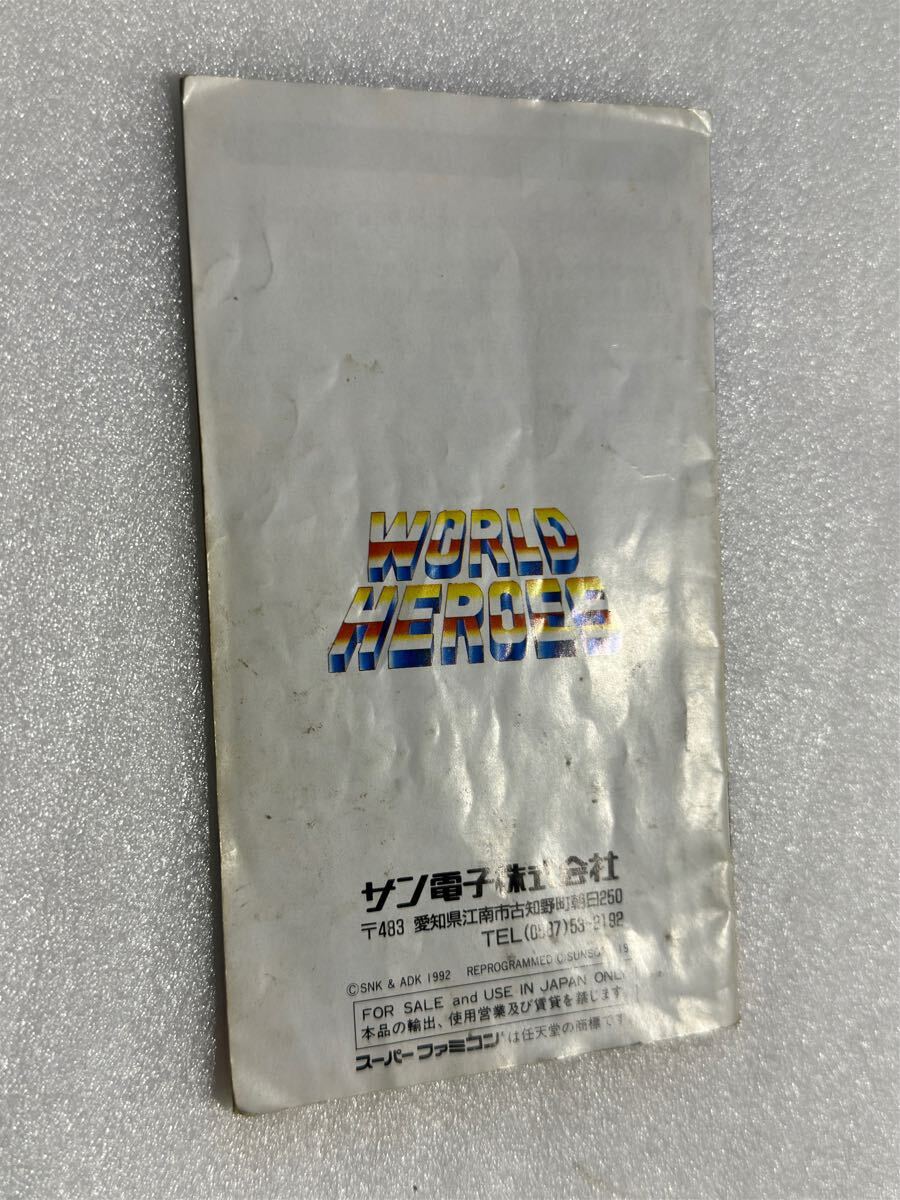 WORLD
HEROES
サン電子株式会社
〒483 愛知県江南市古知野町朝日250
TEL(0587)53-2192
©SNK & ADK 1992 REPROGRAMMED © SUNSOFT 19
FOR SALE and USE IN JAPAN ONLY
本品の輸出、使用営業及び賃貸を禁じます。
スーパーファミコンは任天堂の商標です